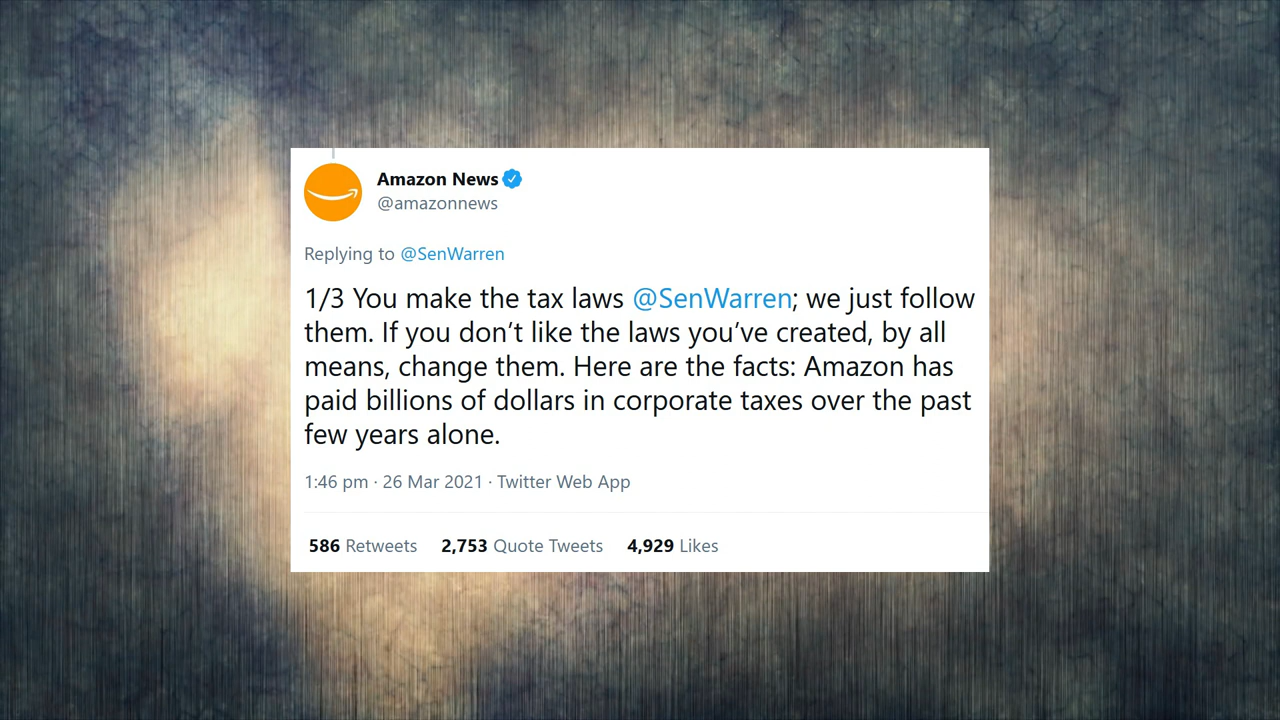 Amazon News
@amazonnews
Replying to @SenWarren
1/3 You make the tax laws @SenWarren; we just follow
them. If you don’t like the laws you’ve created, by all
means, change them. Here are the facts: Amazon has
paid billions of dollars in corporate taxes over the past
few years alone.
1:46 pm · 26 Mar 2021 · Twitter Web App
586 Retweets 2,753 Quote Tweets 4,929 Likes